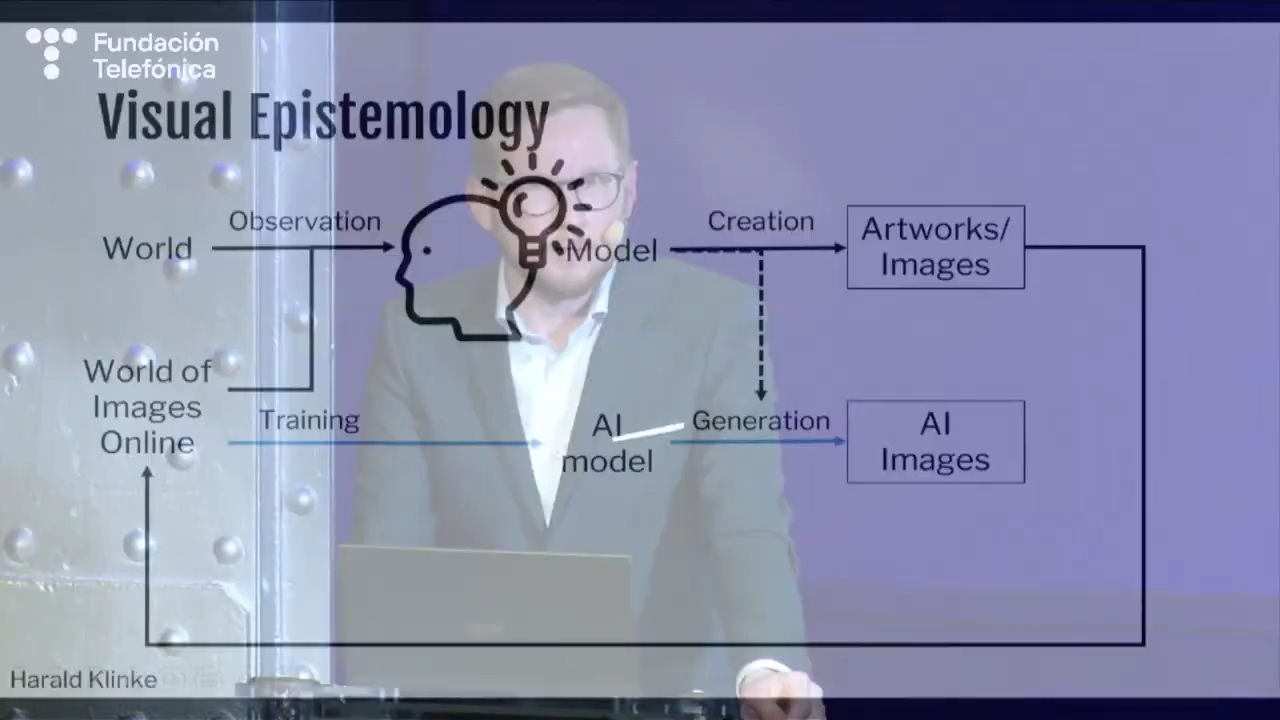 Fundación
Telefónica
Visual Epistemology
Observation
Creation
World
Model
Artworks/
Images
World of
Images
Online
Training
AI
model
Generation
AI
Images
Harald Klinke